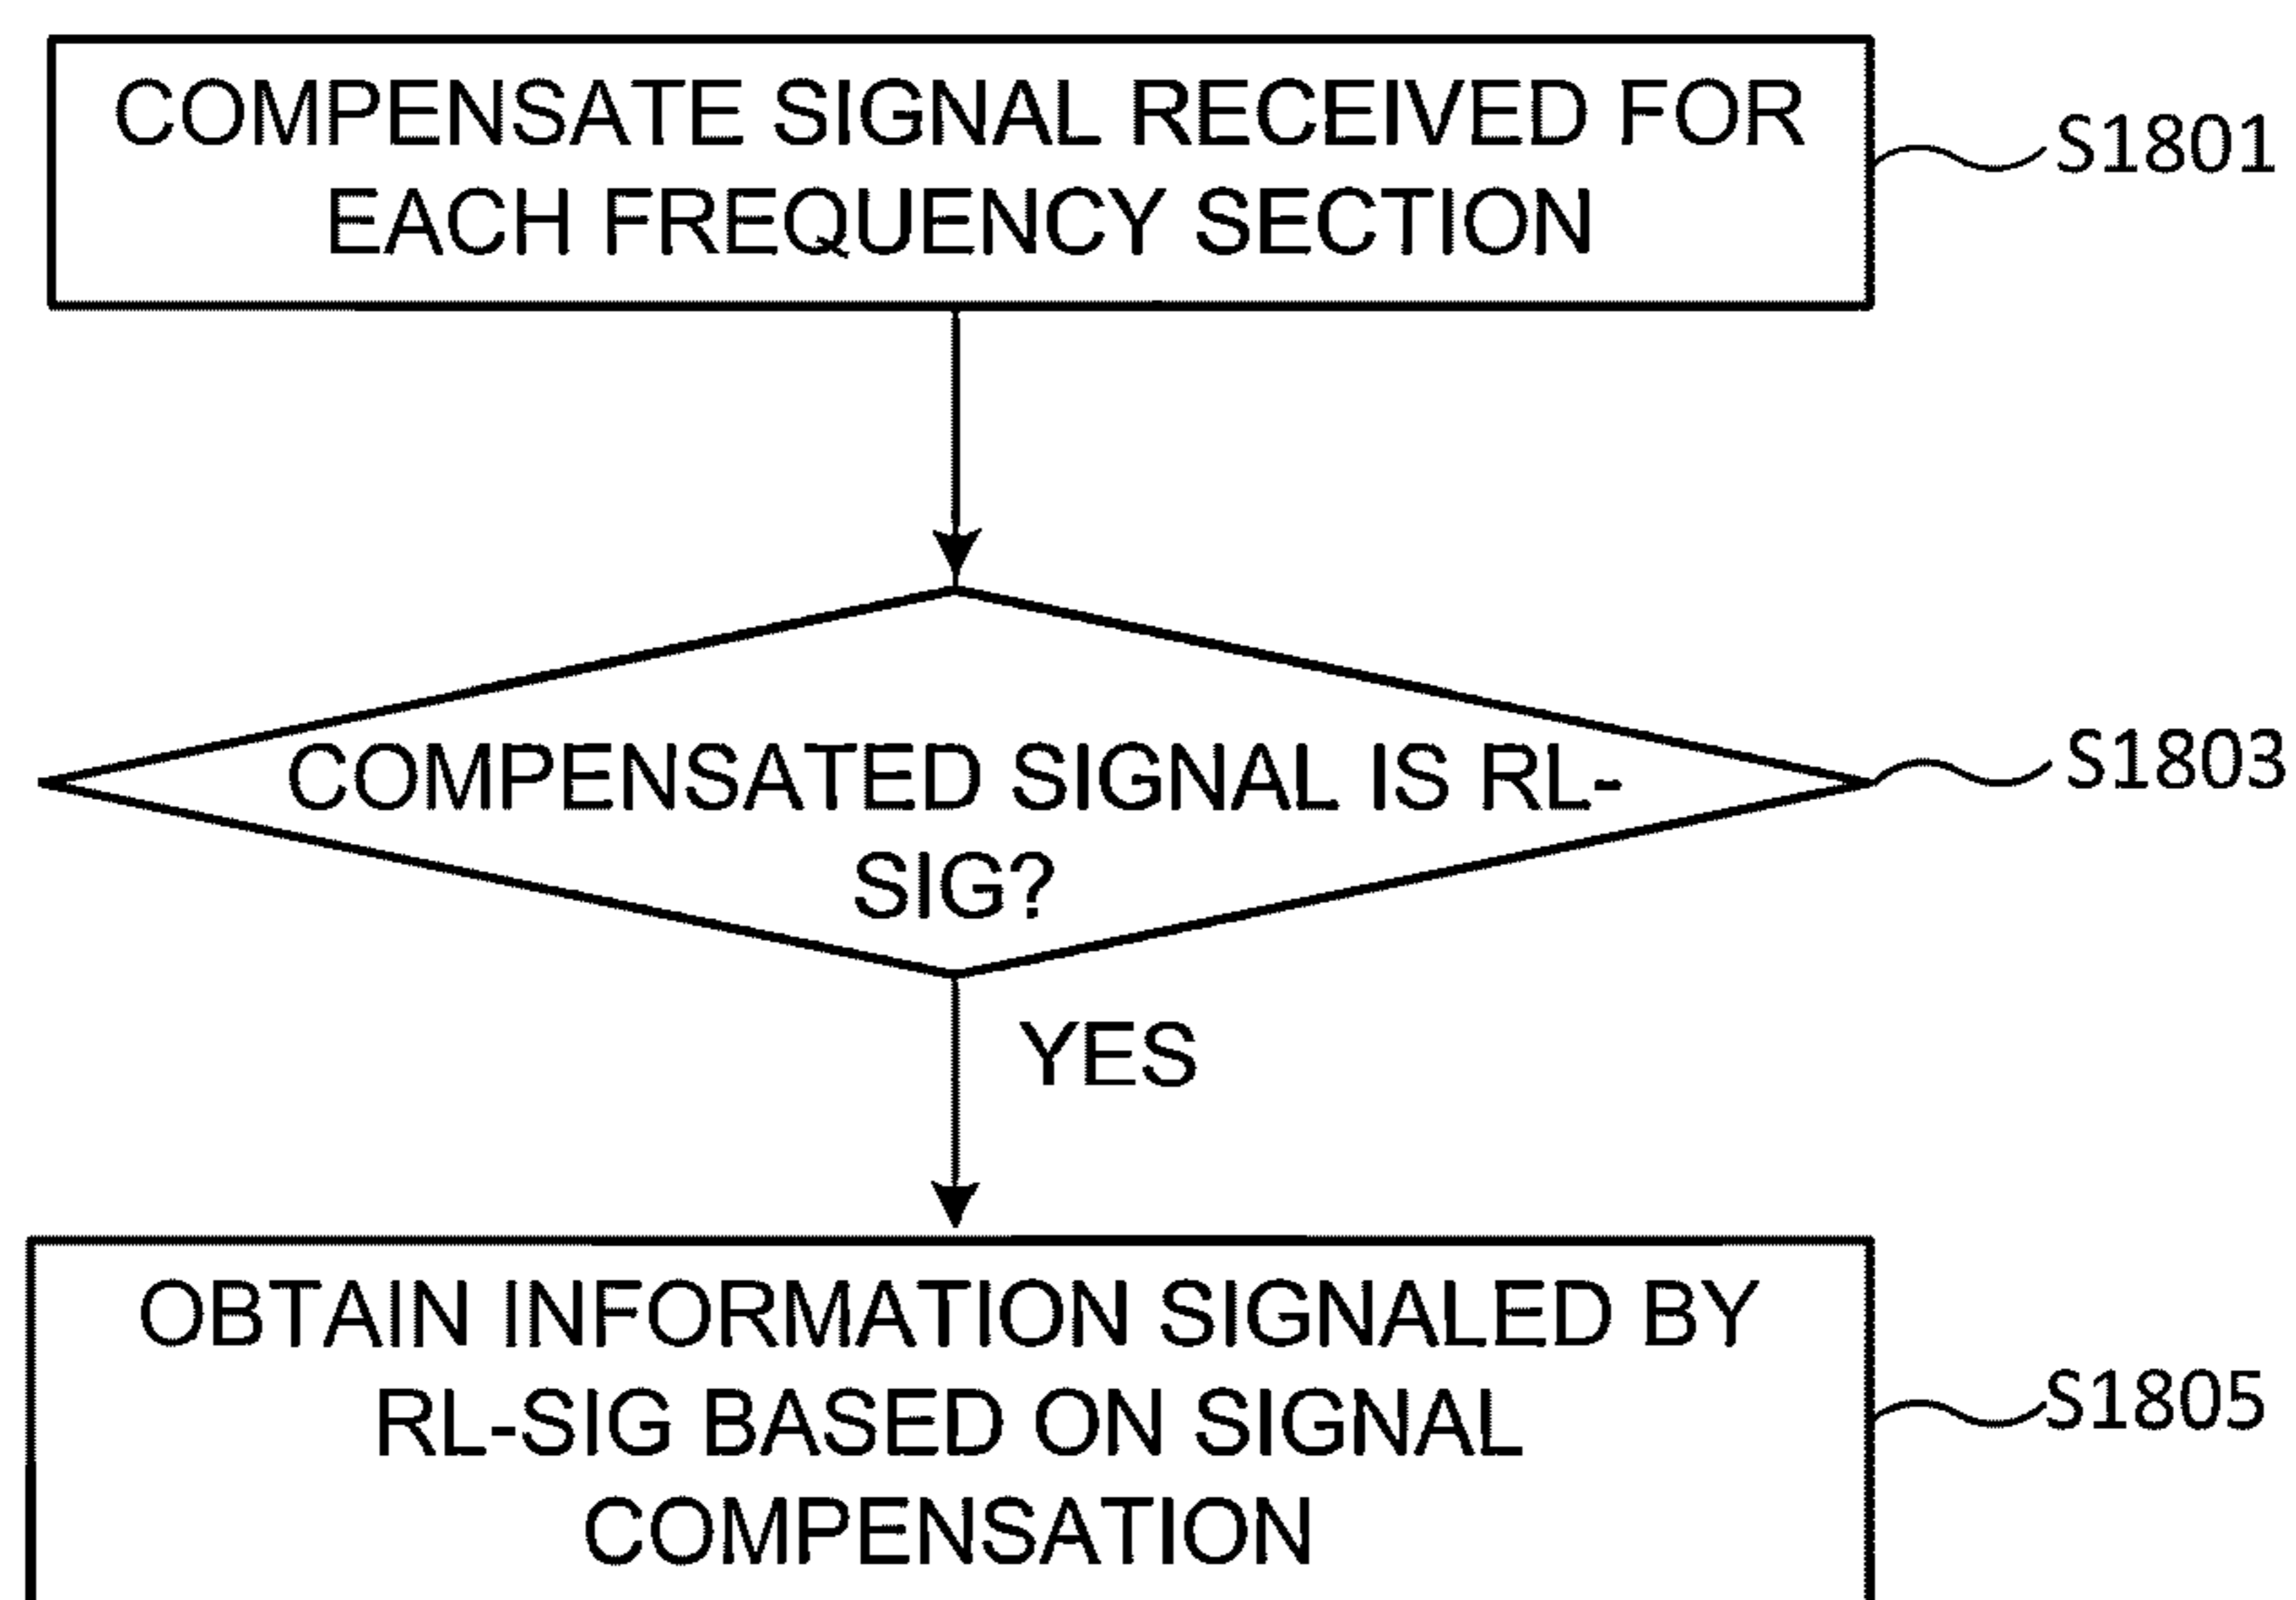 COMPENSATE SIGNAL RECEIVED FOR
EACH FREQUENCY SECTION
S1801
COMPENSATED SIGNAL IS RL-
SIG?
S1803
YES
OBTAIN INFORMATION SIGNALED BY
RL-SIG BASED ON SIGNAL
COMPENSATION
S1805